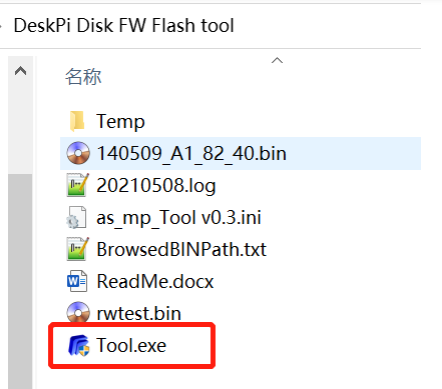 DeskPi Disk FW Flash tool
名称
Temp
140509_A1_82_40.bin
20210508.log
as_mp_Tool v0.3.ini
BrowsedBINPath.txt
ReadMe.docx
rwtest.bin
Tool.exe